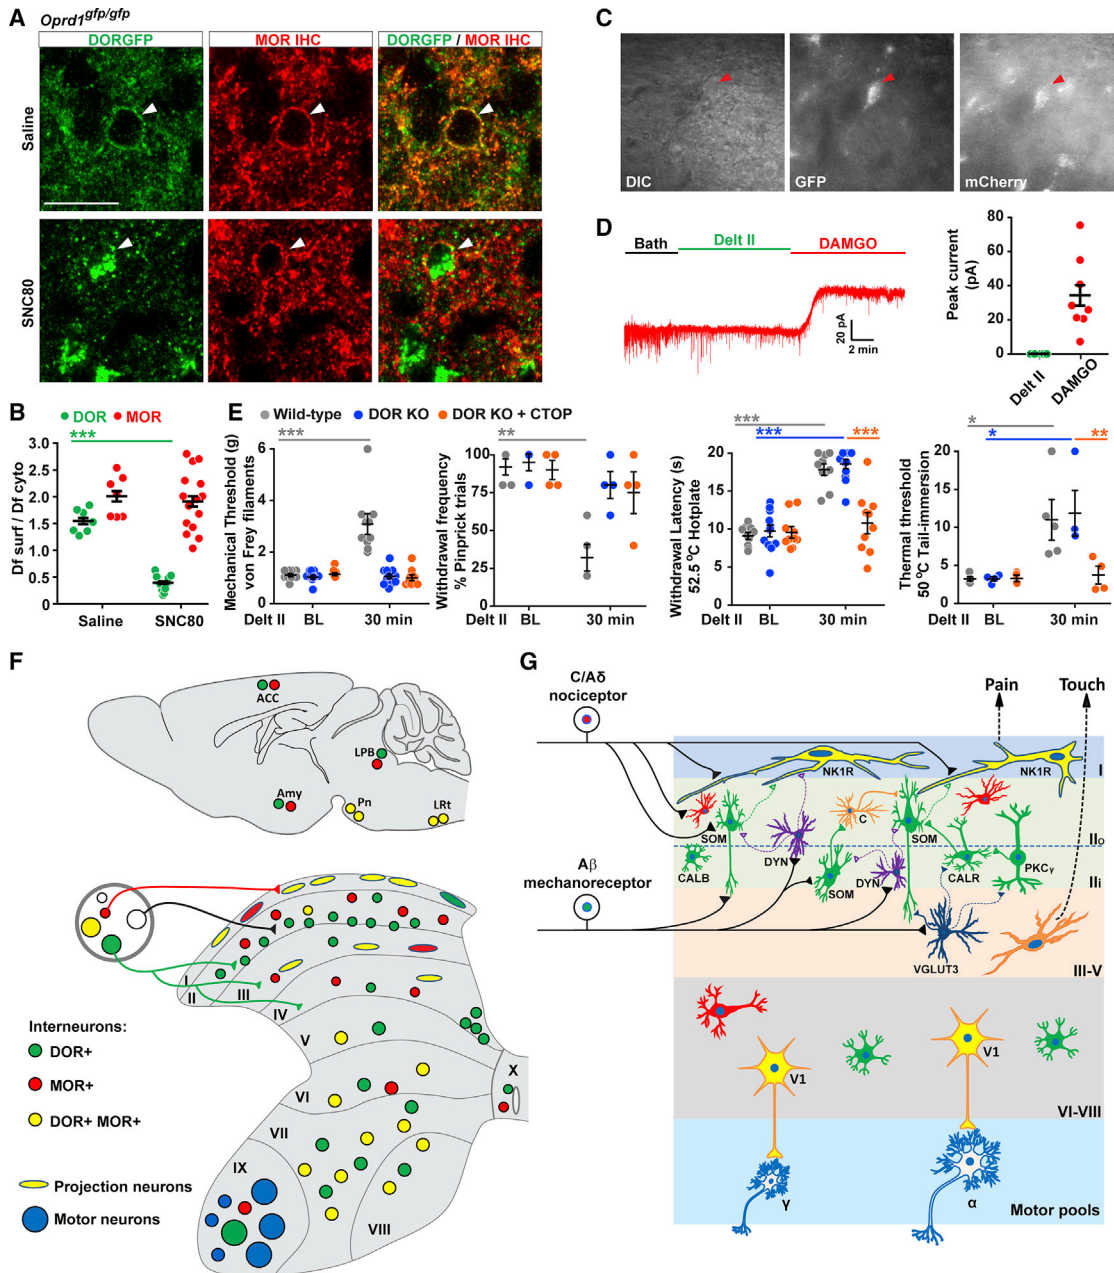 A
Oprd1gfp/gfp
DORGFP
MOR IHC
DORGFP / MOR IHC
Saline
SNC80
B
DOR
MOR
***
Df surf / Df cyto
3.0
2.5
2.0
1.5
1.0
0.5
0
Saline
SNC80
C
DIC
GFP
mCherry
D
Bath
Delt II
DAMGO
20 pA
2 min
Peak current
(pA)
80
60
40
20
0
Delt II
DAMGO
E
Wild-type
DOR KO
DOR KO + CTOP
***
Mechanical Threshold (g)
von Frey filaments
6
4
2
0
Delt II
BL
30 min
**
Withdrawal frequency
% Pinprick trials
100
75
50
25
0
BL
30 min
***
***
***
Withdrawal Latency (s)
52.5 ºC Hotplate
20
15
10
5
0
Delt II
BL
30 min
*
*
**
Thermal threshold
50 ºC Tail-immersion
20
15
10
5
0
Delt II
BL
30 min
F
ACC
LPB
Amy
Pn
LRt
I
II
III
IV
V
VI
VII
VIII
IX
X
Interneurons:
DOR+
MOR+
DOR+ MOR+
Projection neurons
Motor neurons
G
C/Aδ
nociceptor
Pain
Touch
NK1R
NK1R
I
SOM
DYN
C
SOM
IIo
CALB
SOM
DYN
CALR
PKCγ
IIi
Aβ
mechanoreceptor
VGLUT3
III-V
V1
V1
VI-VIII
γ
α
Motor pools